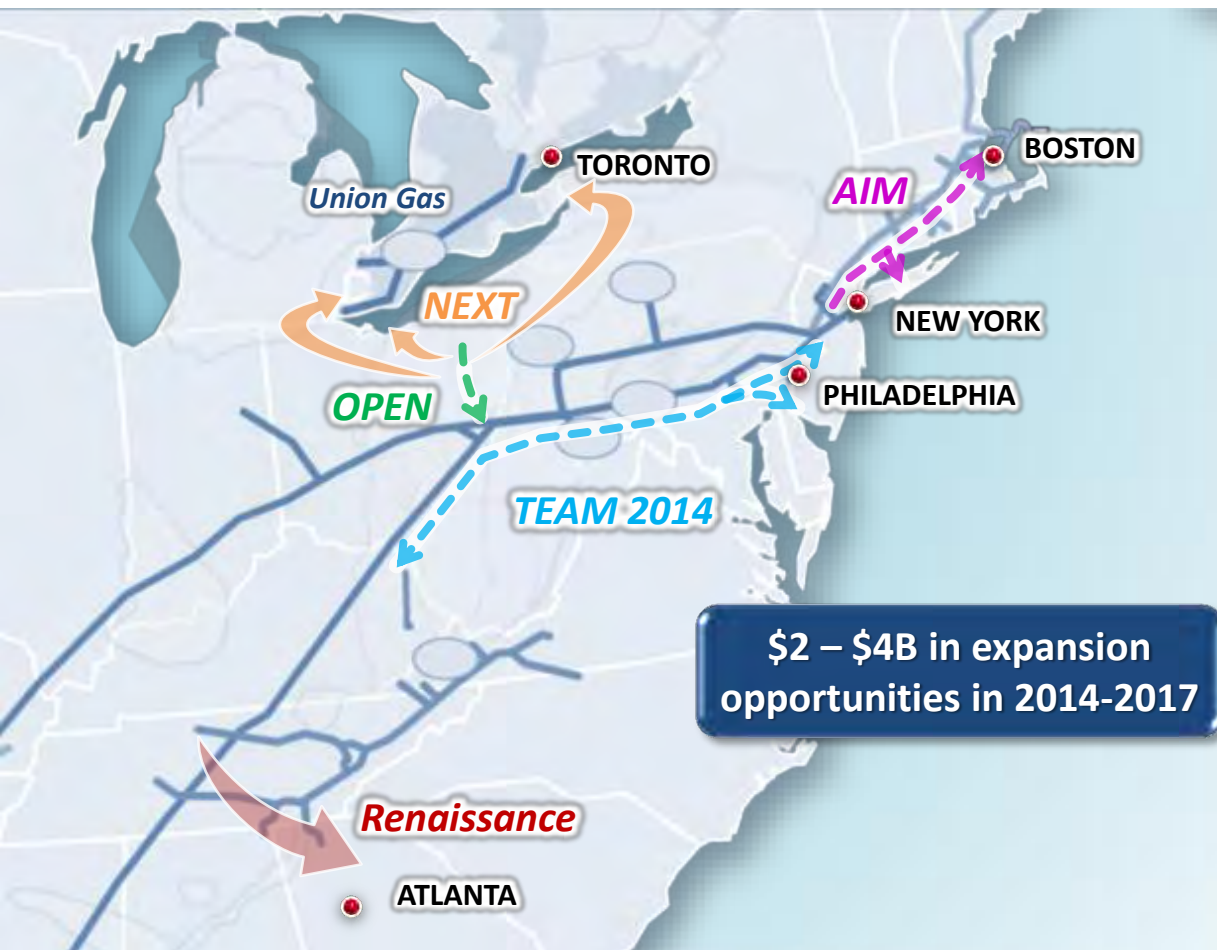 TORONTO
BOSTON
Union Gas
AIM
NEXT
NEW YORK
OPEN
PHILADELPHIA
TEAM 2014
$2 – $4B in expansion
opportunities in 2014-2017
Renaissance
ATLANTA